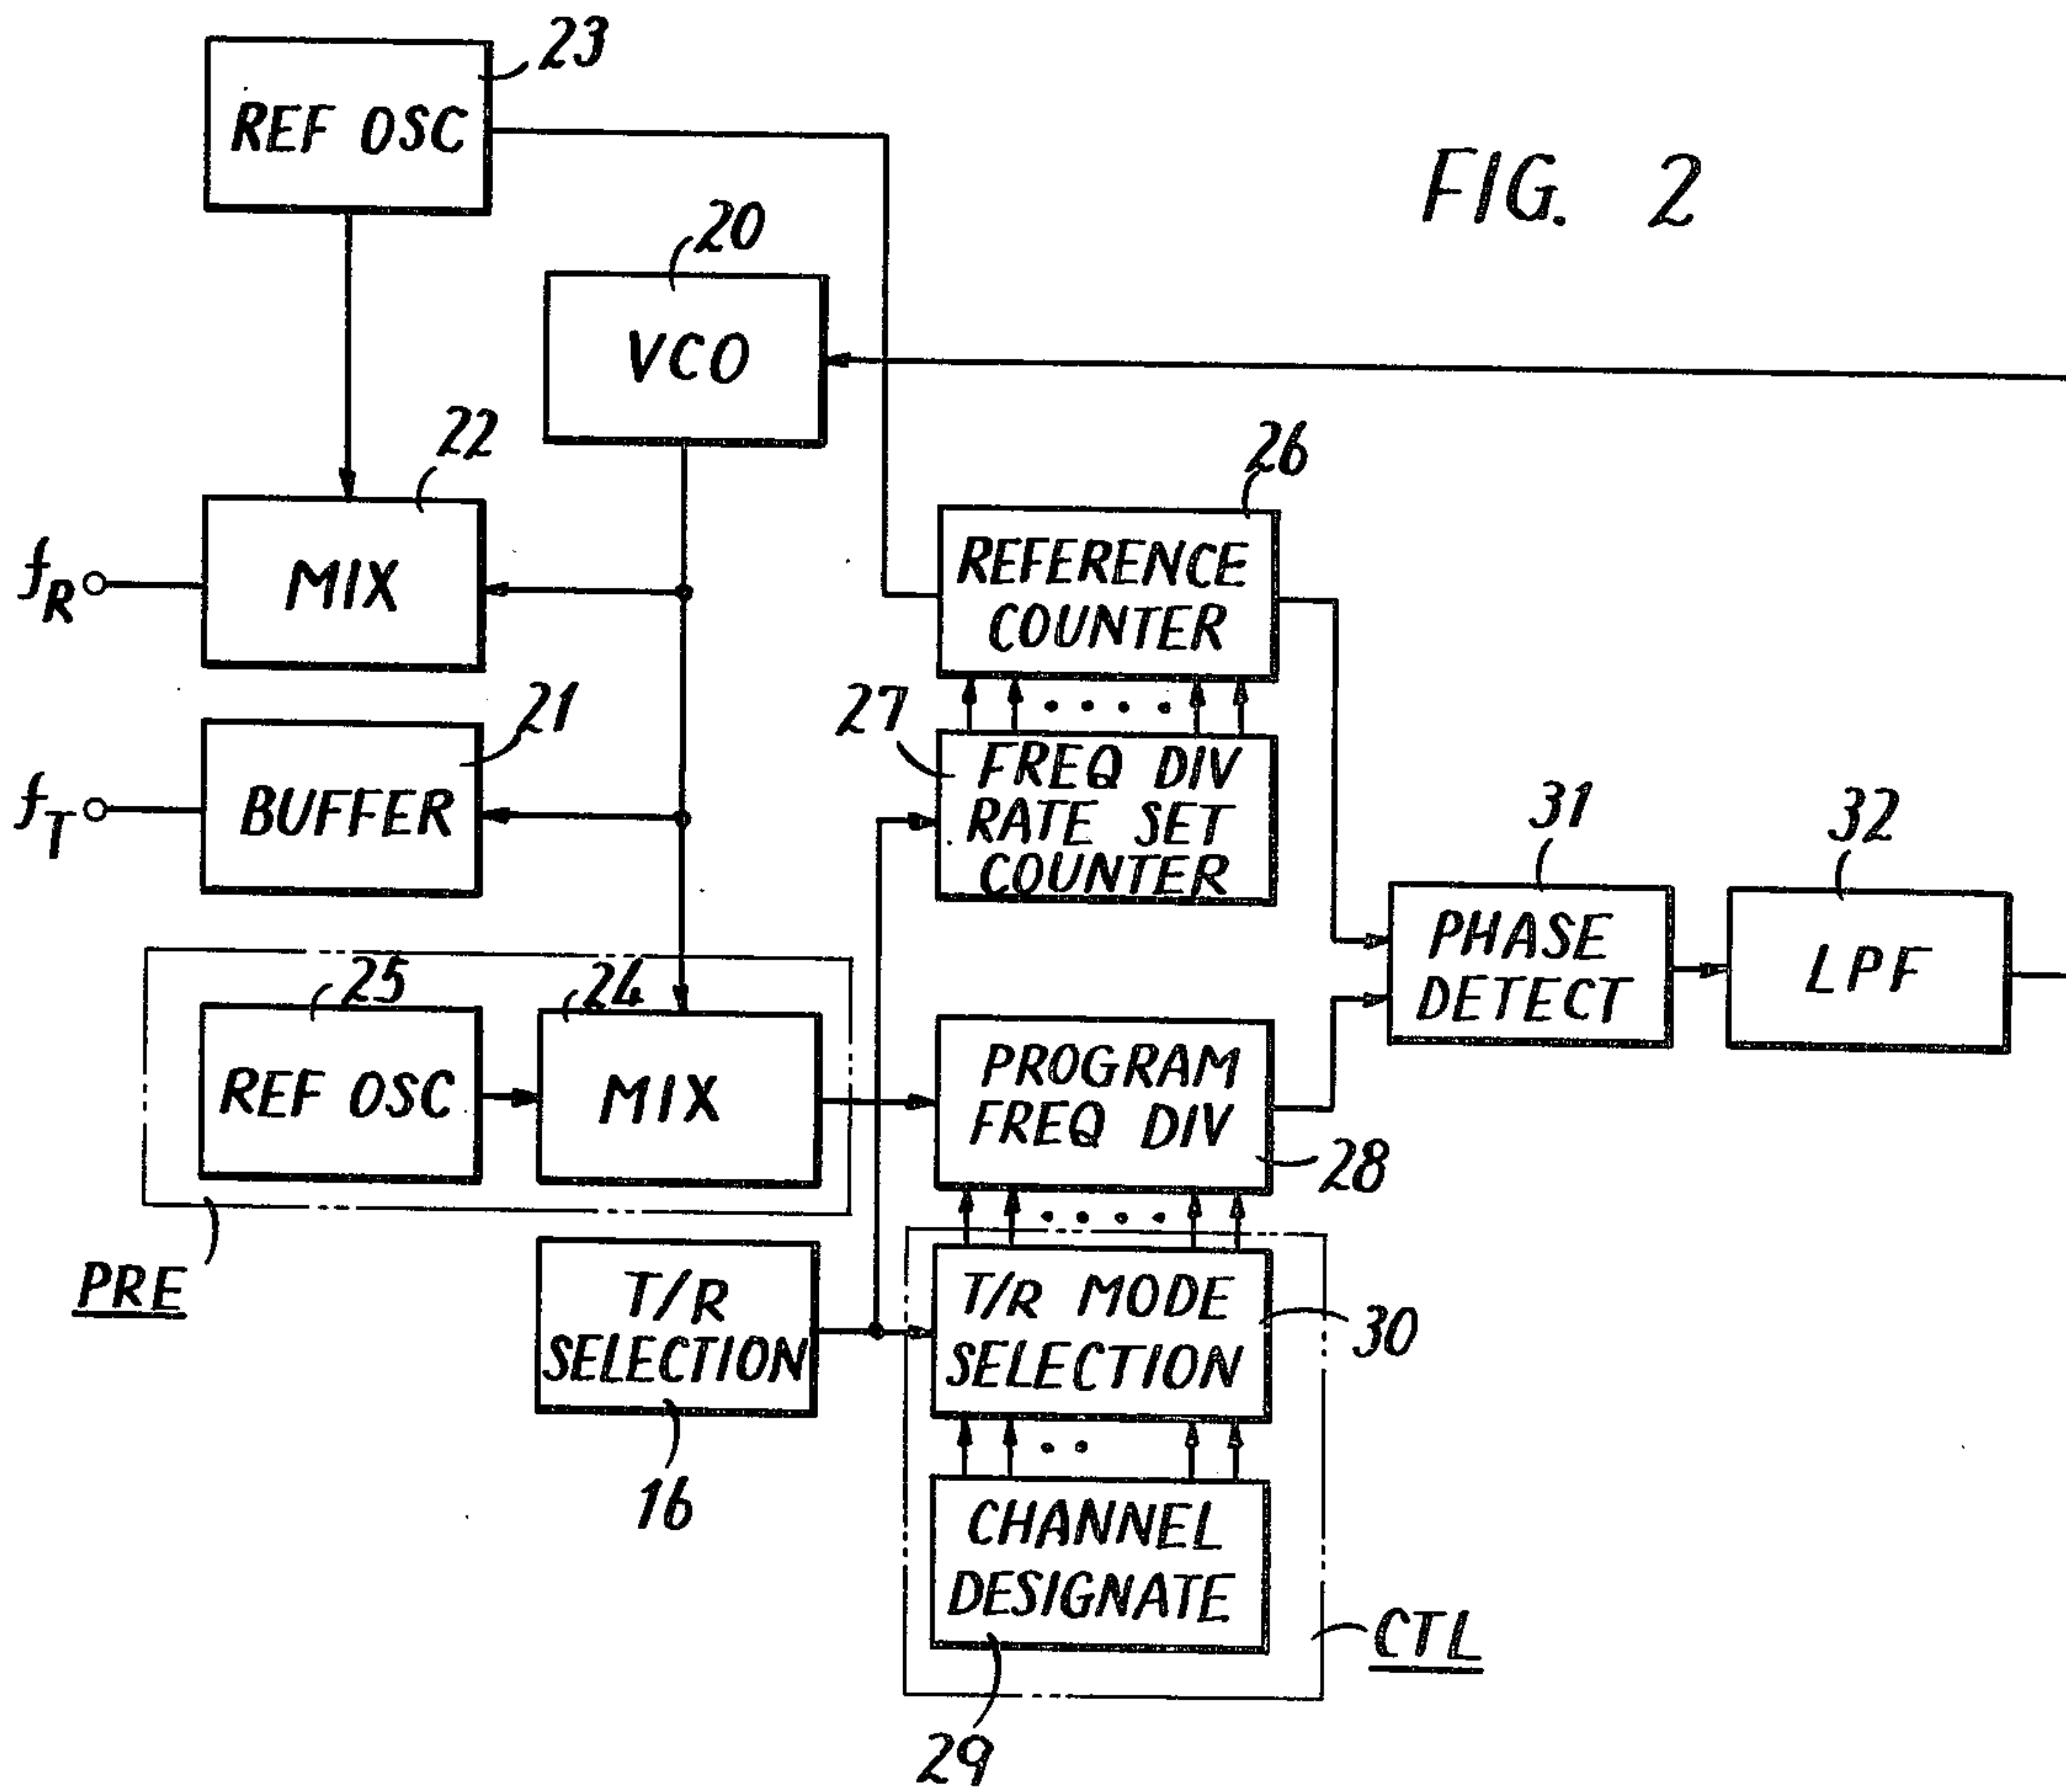 23
REF OSC
FIG. 2
20
VCO
22
26
fR
MIX
REFERENCE
COUNTER
21
27
fT
BUFFER
FREQ DIV
RATE SET
COUNTER
31
32
PHASE
DETECT
LPF
25
24
REF OSC
MIX
PROGRAM
FREQ DIV
28
PRE
T/R
SELECTION
T/R MODE
SELECTION
30
16
CHANNEL
DESIGNATE
CTL
29